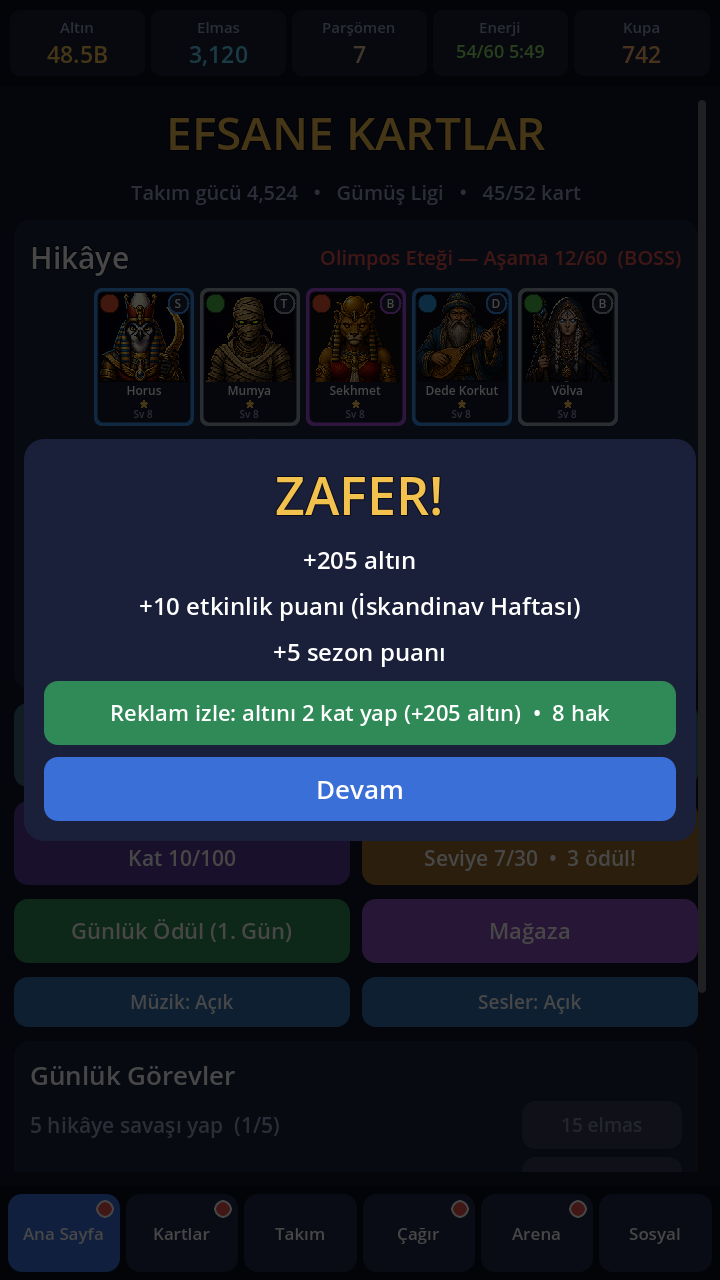 Altın
48.5B
Elmas
3,120
Parşömen
7
Enerji
54/60 5:49
Kupa
742
EFSANE KARTLAR
Takım gücü 4,524 • Gümüş Ligi • 45/52 kart
Hikâye
Olimpos Eteği — Aşama 12/60 (BOSS)
S
Horus
Sv 8
T
Mumya
Sv 8
B
Sekhmet
Sv 8
D
Dede Korkut
Sv 8
B
Völva
Sv 8
ZAFER!
+205 altın
+10 etkinlik puanı (İskandinav Haftası)
+5 sezon puanı
Reklam izle: altını 2 kat yap (+205 altın) • 8 hak
Devam
Kat 10/100
Seviye 7/30 • 3 ödül!
Günlük Ödül (1. Gün)
Mağaza
Müzik: Açık
Sesler: Açık
Günlük Görevler
5 hikâye savaşı yap (1/5)
15 elmas
Ana Sayfa
Kartlar
Takım
Çağır
Arena
Sosyal